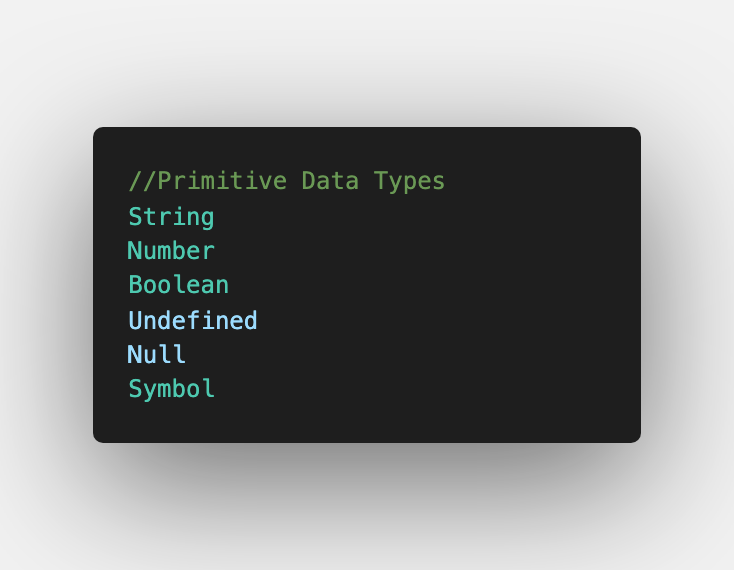 //Primitive Data Types
String
Number
Boolean
Undefined
Null
Symbol